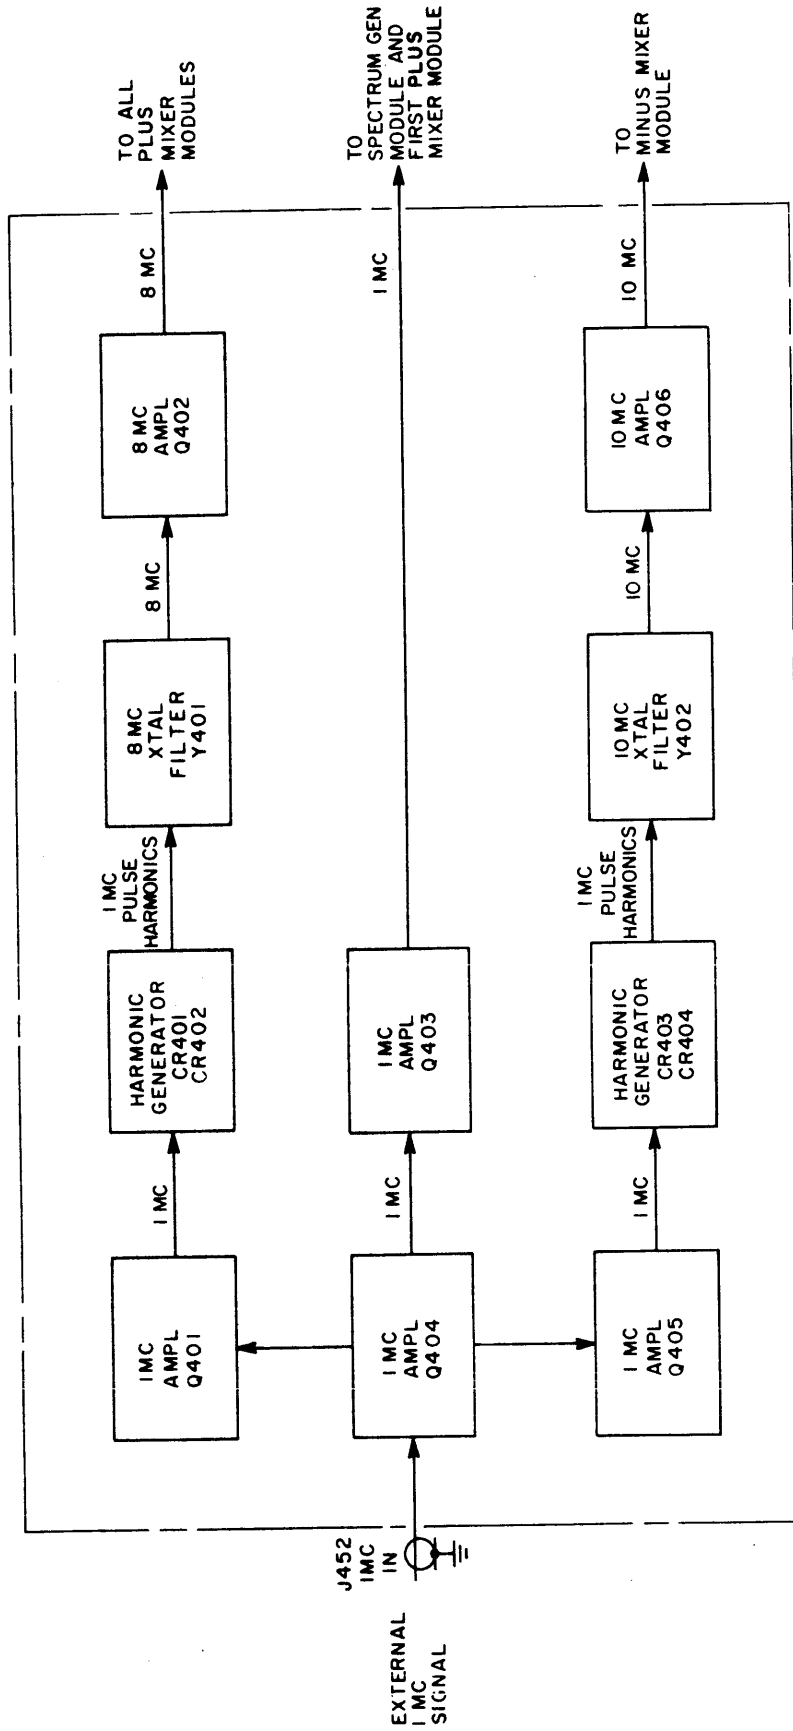 EXTERNAL
1 MC
SIGNAL
J452
1MC
IN
1MC
AMPL
Q401
1 MC
HARMONIC
GENERATOR
CR401
CR402
1 MC
PULSE
HARMONICS
8 MC
XTAL
FILTER
Y401
8 MC
8 MC
AMPL
Q402
8 MC
TO ALL
PLUS
MIXER
MODULES
1 MC
AMPL
Q404
1 MC
1 MC
AMPL
Q403
1 MC
TO
SPECTRUM GEN
MODULE AND
FIRST PLUS
MIXER MODULE
1 MC
AMPL
Q405
1 MC
HARMONIC
GENERATOR
CR403
CR404
1 MC
PULSE
HARMONICS
10 MC
XTAL
FILTER
Y402
10 MC
10 MC
AMPL
Q406
10 MC
TO
MINUS MIXER
MODULE